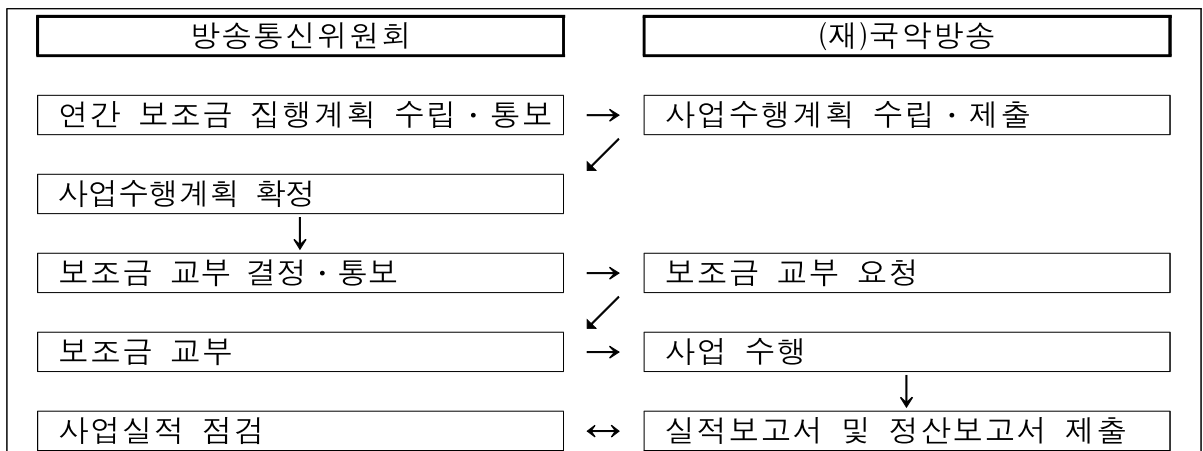 방송통신위원회
(재)국악방송
연간 보조금 집행계획 수립·통보 → 사업수행계획 수립·제출
사업수행계획 확정
보조금 교부 결정·통보 → 보조금 교부 요청
보조금 교부 → 사업 수행
사업실적 점검 ↔ 실적보고서 및 정산보고서 제출